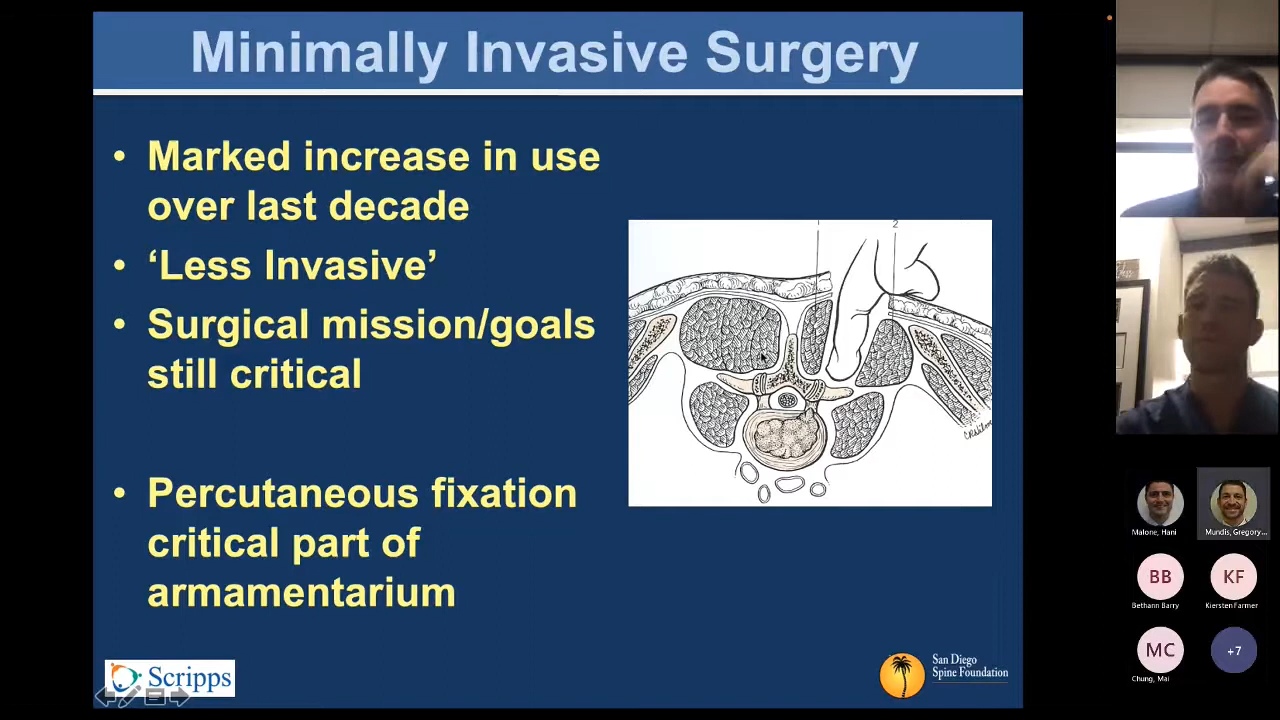 Minimally Invasive Surgery
• Marked increase in use
over last decade
• ‘Less Invasive’
• Surgical mission/goals
still critical
• Percutaneous fixation
critical part of
armamentarium
1
2
Scripps
San Diego
Spine Foundation
Malone, Hani
Mundis, Gregory...
BB
KF
Bethann Barry
Kiersten Farmer
MC
+7
Chung, Mai